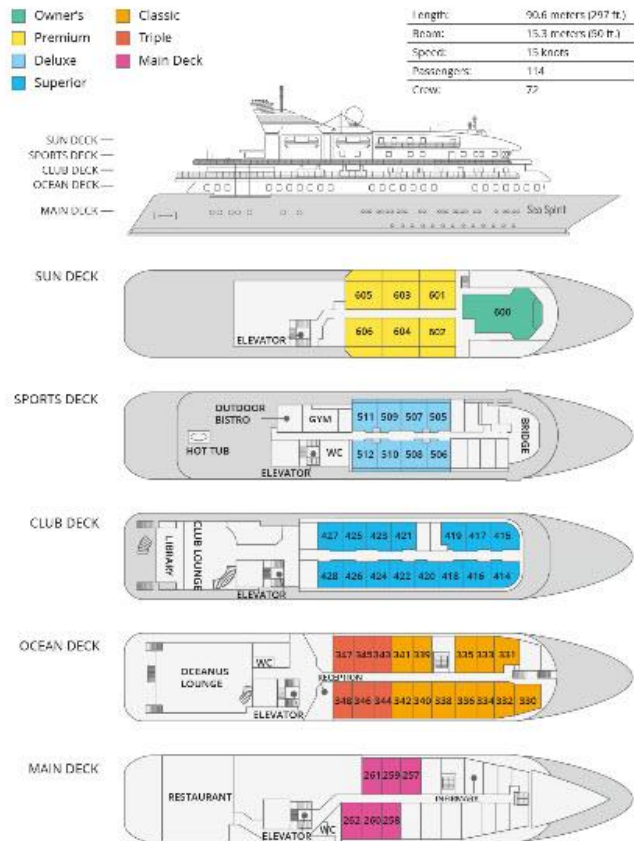 Owner's
Classic
Premium
Triple
Deluxe
Main Deck
Superior
Length: 90.6 meters (297 ft.)
Beam: 15.3 meters (50 ft.)
Speed: 15 knots
Passengers: 114
Crew: 72
SUN DECK
SPORTS DECK
CLUB DECK
OCEAN DECK
MAIN DECK
Sea Spirit
SUN DECK
605 603 601
600
606 604 602
ELEVATOR
SPORTS DECK
OUTDOOR
BISTRO
GYM
511 509 507 505
BRIDGE
HOT TUB
WC
512 510 508 506
ELEVATOR
CLUB DECK
LIBRARY
CLUB LOUNGE
427 425 423 421 419 417 415
428 426 424 422 420 418 416 414
ELEVATOR
OCEAN DECK
347 345 343 341 339 335 333 331
WC
OCEANUS
LOUNGE
RECEPTION
348 346 344 342 340 338 336 334 332 330
ELEVATOR
MAIN DECK
261 259 257
RESTAURANT
INFIRMARY
262 260 258
WC
ELEVATOR